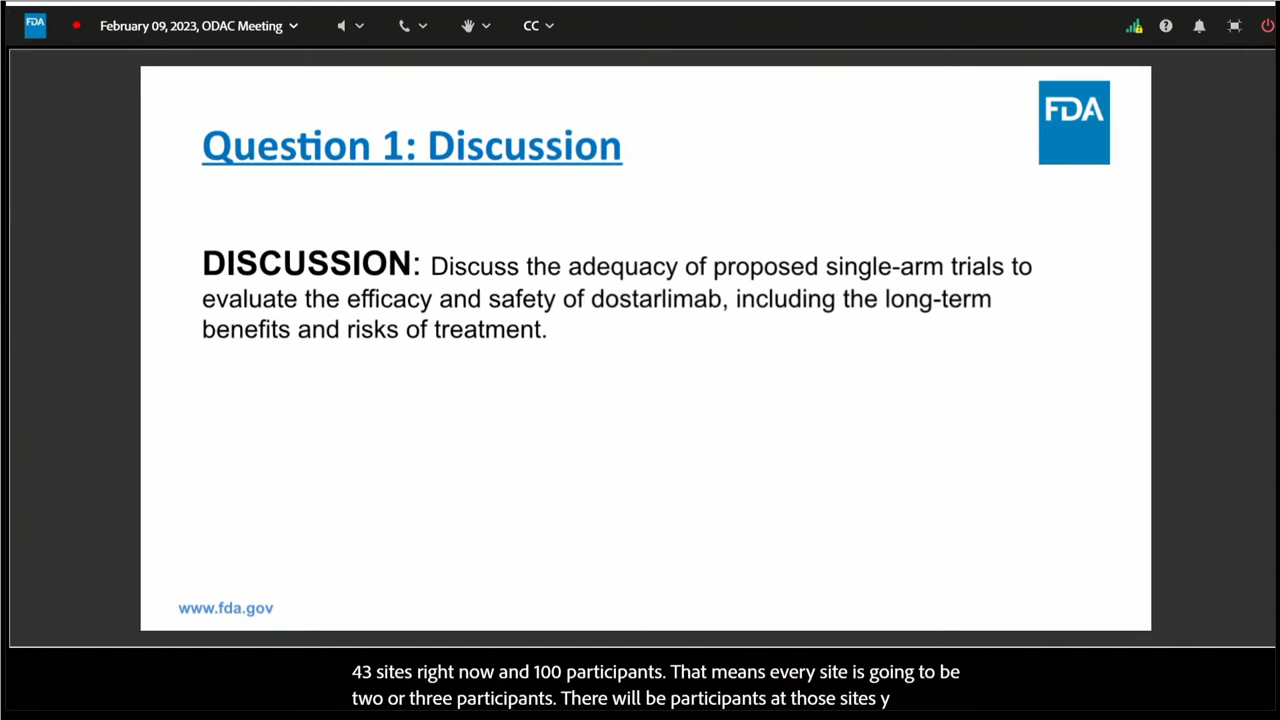 FDA
February 09, 2023, ODAC Meeting
CC
FDA
Question 1: Discussion
DISCUSSION: Discuss the adequacy of proposed single-arm trials to
evaluate the efficacy and safety of dostarlimab, including the long-term
benefits and risks of treatment.
www.fda.gov
43 sites right now and 100 participants. That means every site is going to be
two or three participants. There will be participants at those sites y